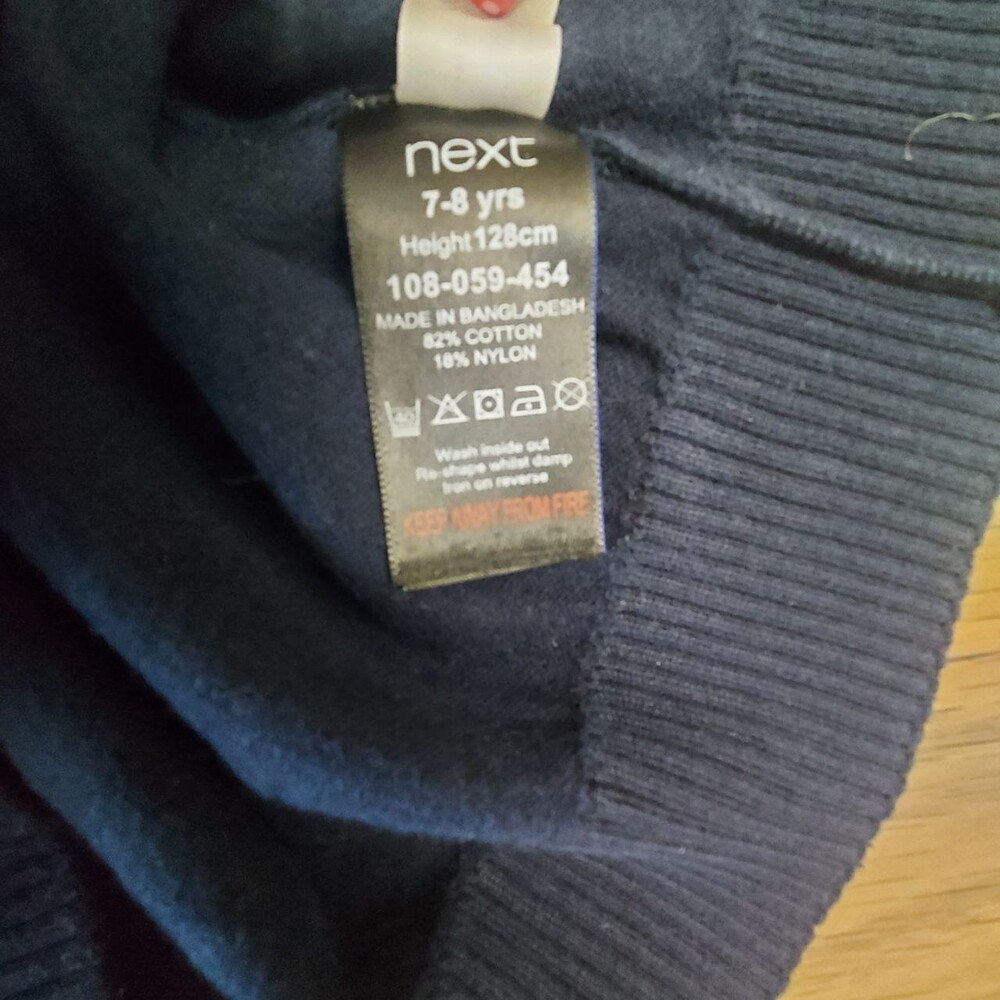 next
7-8 yrs
Height 128cm
108-059-454
MADE IN BANGLADESH
82% COTTON
18% NYLON
40
Wash inside out
Re-shape whilst damp
Iron on reverse
KEEP AWAY FROM FIRE